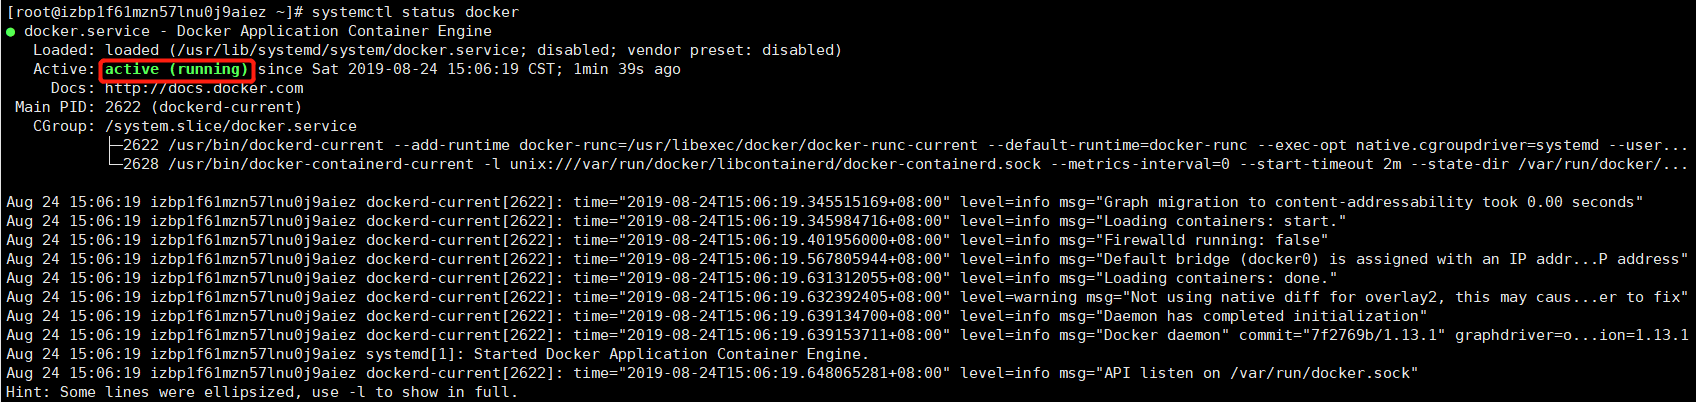 [root@izbp1f61mzn57lnu0j9aiez ~]# systemctl status docker
● docker.service - Docker Application Container Engine
   Loaded: loaded (/usr/lib/systemd/system/docker.service; disabled; vendor preset: disabled)
   Active: active (running) since Sat 2019-08-24 15:06:19 CST; 1min 39s ago
     Docs: http://docs.docker.com
 Main PID: 2622 (dockerd-current)
   CGroup: /system.slice/docker.service
           ├─2622 /usr/bin/dockerd-current --add-runtime docker-runc=/usr/libexec/docker/docker-runc-current --default-runtime=docker-runc --exec-opt native.cgroupdriver=systemd --user...
           └─2628 /usr/bin/docker-containerd-current -l unix:///var/run/docker/libcontainerd/docker-containerd.sock --metrics-interval=0 --start-timeout 2m --state-dir /var/run/docker/...
Aug 24 15:06:19 izbp1f61mzn57lnu0j9aiez dockerd-current[2622]: time="2019-08-24T15:06:19.345515169+08:00" level=info msg="Graph migration to content-addressability took 0.00 seconds"
Aug 24 15:06:19 izbp1f61mzn57lnu0j9aiez dockerd-current[2622]: time="2019-08-24T15:06:19.345984716+08:00" level=info msg="Loading containers: start."
Aug 24 15:06:19 izbp1f61mzn57lnu0j9aiez dockerd-current[2622]: time="2019-08-24T15:06:19.401956000+08:00" level=info msg="Firewalld running: false"
Aug 24 15:06:19 izbp1f61mzn57lnu0j9aiez dockerd-current[2622]: time="2019-08-24T15:06:19.567805944+08:00" level=info msg="Default bridge (docker0) is assigned with an IP addr...P address"
Aug 24 15:06:19 izbp1f61mzn57lnu0j9aiez dockerd-current[2622]: time="2019-08-24T15:06:19.631312055+08:00" level=info msg="Loading containers: done."
Aug 24 15:06:19 izbp1f61mzn57lnu0j9aiez dockerd-current[2622]: time="2019-08-24T15:06:19.632392405+08:00" level=warning msg="Not using native diff for overlay2, this may caus...er to fix"
Aug 24 15:06:19 izbp1f61mzn57lnu0j9aiez dockerd-current[2622]: time="2019-08-24T15:06:19.639134700+08:00" level=info msg="Daemon has completed initialization"
Aug 24 15:06:19 izbp1f61mzn57lnu0j9aiez dockerd-current[2622]: time="2019-08-24T15:06:19.639153711+08:00" level=info msg="Docker daemon" commit="7f2769b/1.13.1" graphdriver=o...ion=1.13.1
Aug 24 15:06:19 izbp1f61mzn57lnu0j9aiez systemd[1]: Started Docker Application Container Engine.
Aug 24 15:06:19 izbp1f61mzn57lnu0j9aiez dockerd-current[2622]: time="2019-08-24T15:06:19.648065281+08:00" level=info msg="API listen on /var/run/docker.sock"
Hint: Some lines were ellipsized, use -l to show in full.